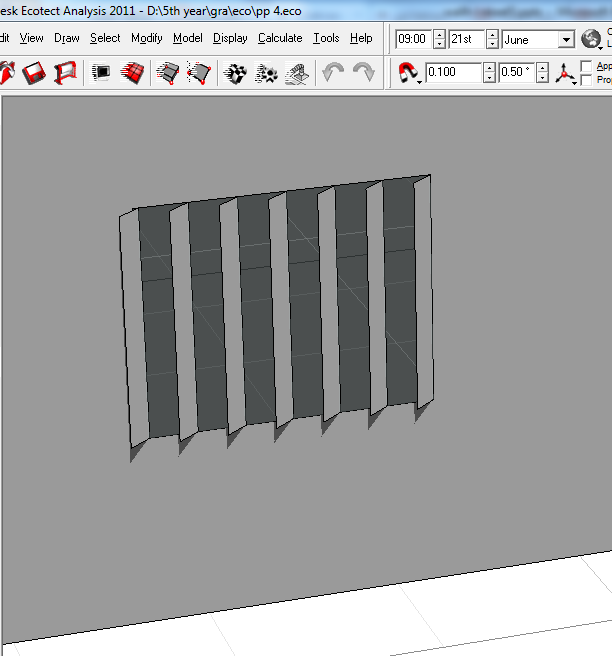 esk Ecotect Analysis 2011 - D:\5th year\gra\eco\pp 4.eco
dit View Draw Select Modify Model Display Calculate Tools Help 09:00 21st June
0.100 0.50 ° App
Prop